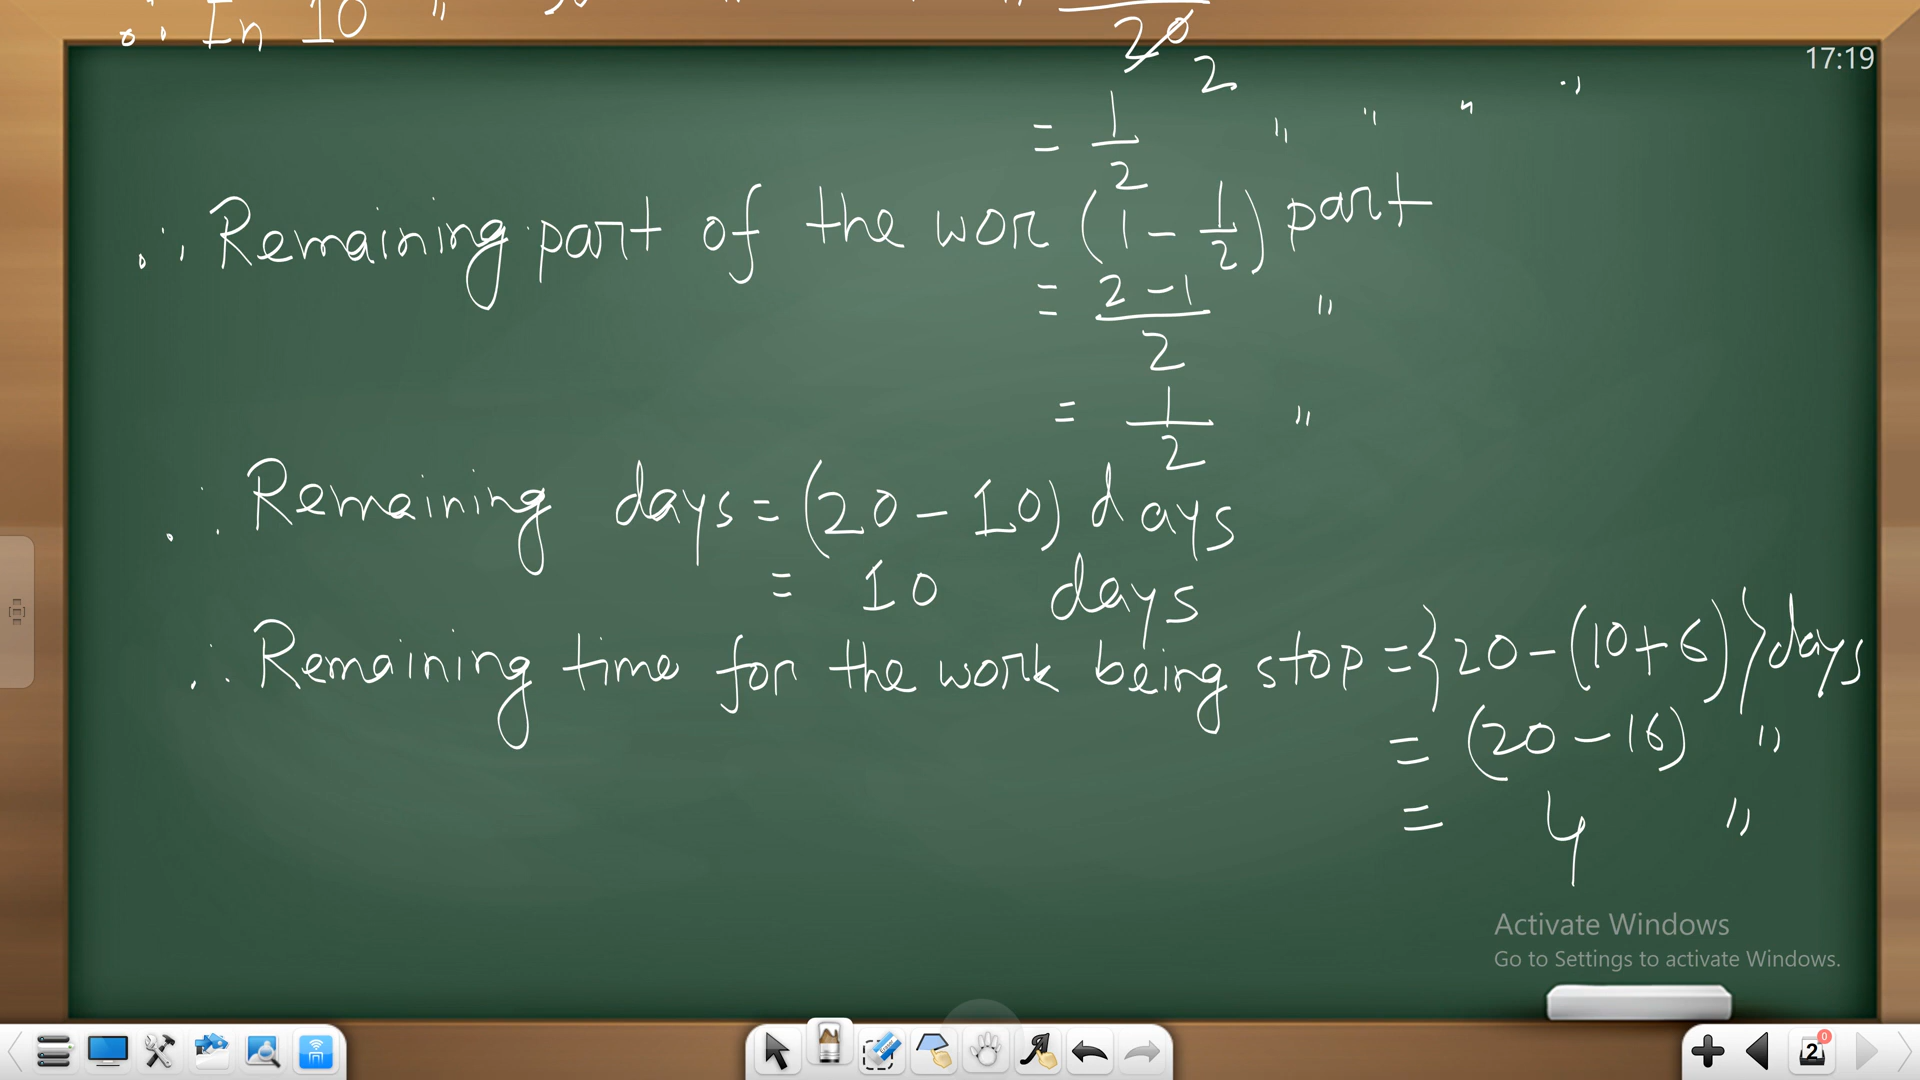 ∴ In 10 "
20
2
17:19
= 1/2 " " " "
∴ Remaining part of the wor (1 - 1/2) part
= (2 - 1)/2 "
= 1/2 "
∴ Remaining days = (20 - 10) days
= 10 days
∴ Remaining time for the work being stop = {20 - (10 + 6)} days
= (20 - 16) "
= 4 "
Activate Windows
Go to Settings to activate Windows.
2
0